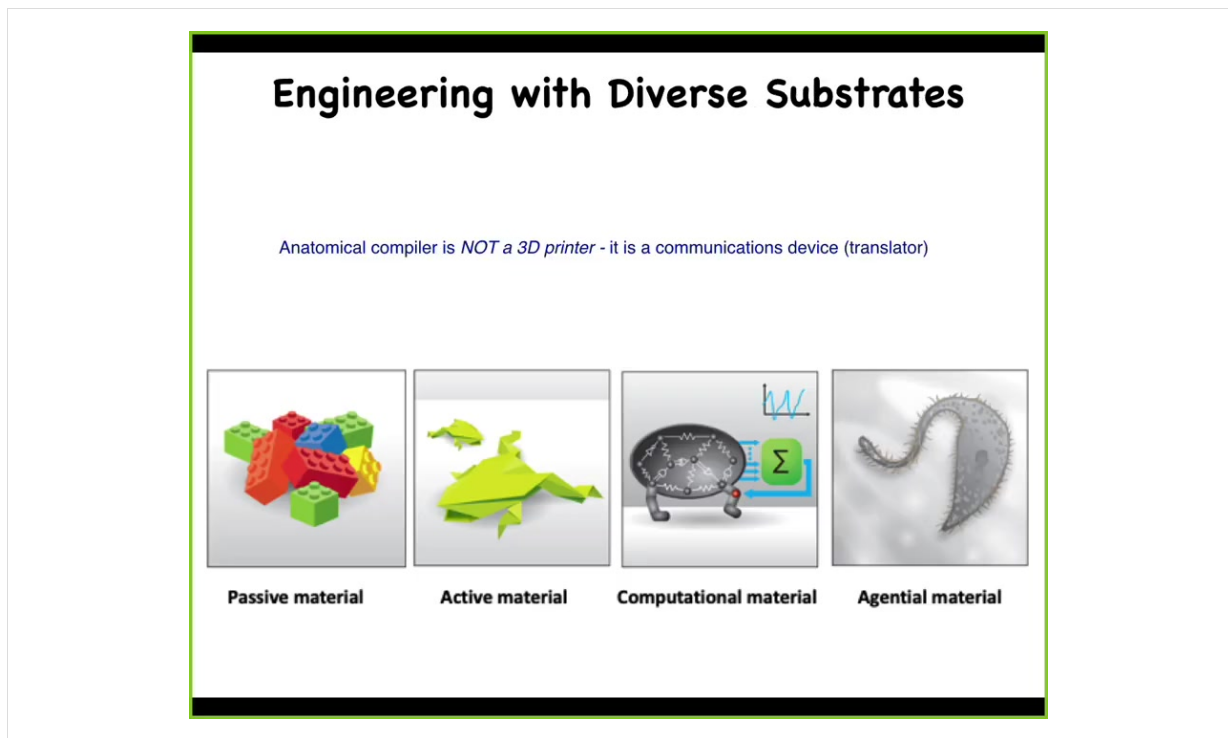 Engineering with Diverse Substrates
Anatomical compiler is NOT a 3D printer - it is a communications device (translator)
Σ
Passive material
Active material
Computational material
Agential material